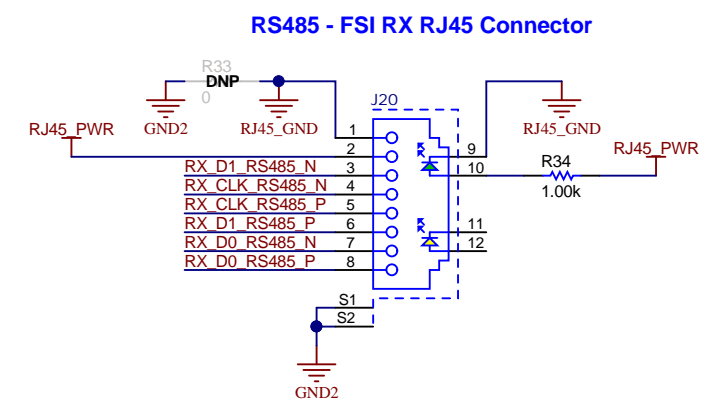 RS485 - FSI RX RJ45 Connector
R33
DNP
0
GND2
RJ45_GND
RJ45_PWR
J20
RJ45_GND
RJ45_PWR
R34
1.00k
1
2
RX_D1_RS485_N 3
RX_CLK_RS485_N 4
RX_CLK_RS485_P 5
RX_D1_RS485_P 6
RX_D0_RS485_N 7
RX_D0_RS485_P 8
9
10
11
12
S1
S2
GND2